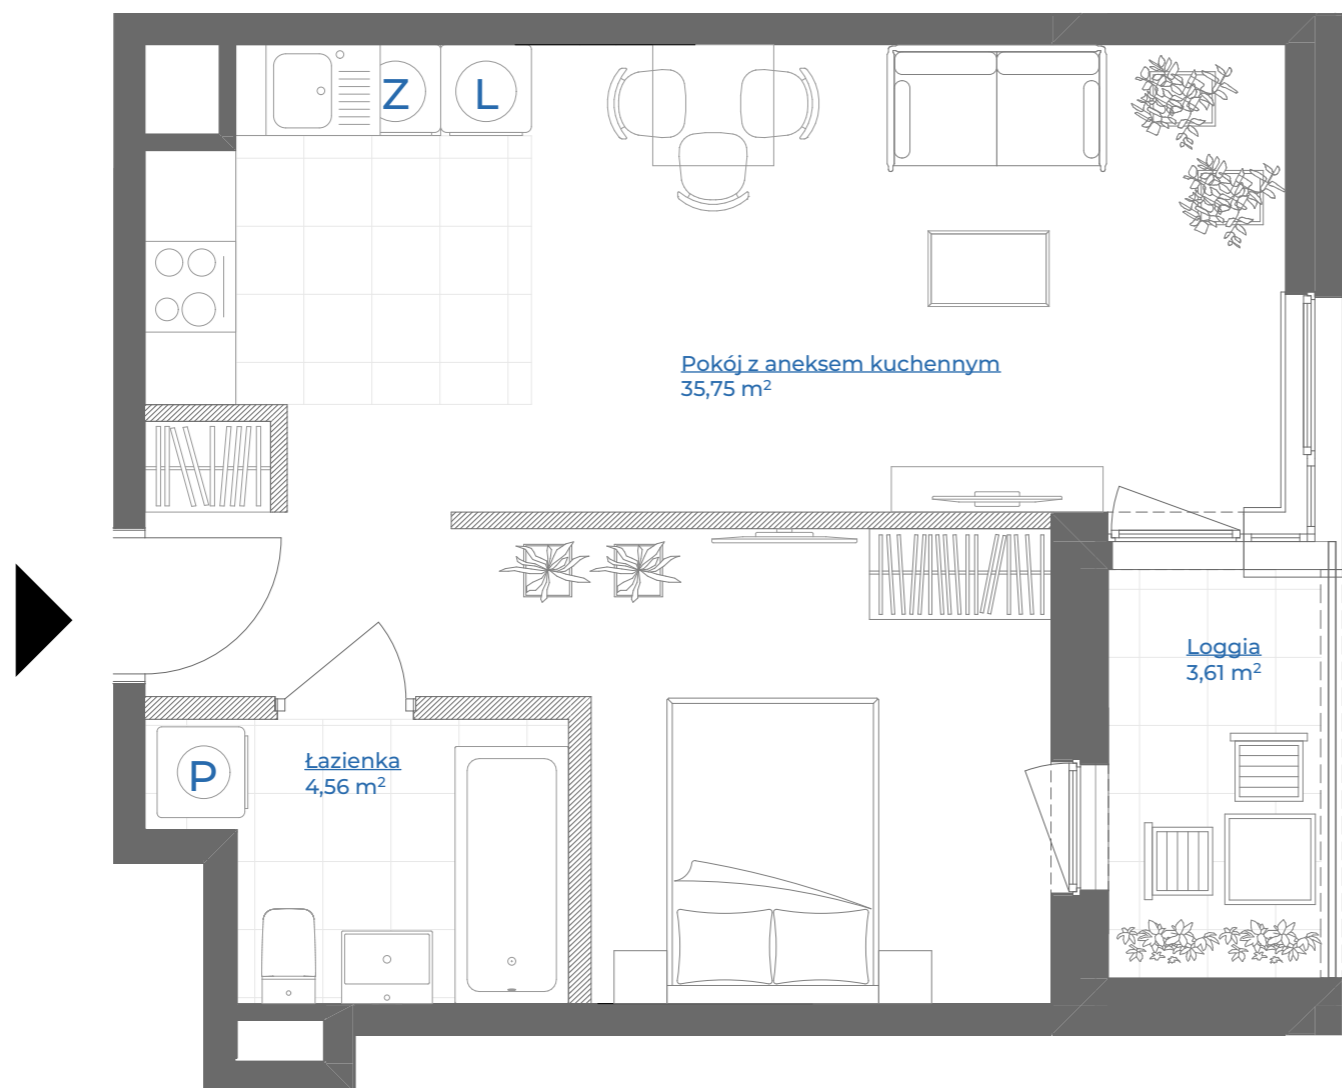 Z L
Pokój z aneksem kuchennym
35,75 m²
Loggia
3,61 m²
Łazienka
4,56 m²
P